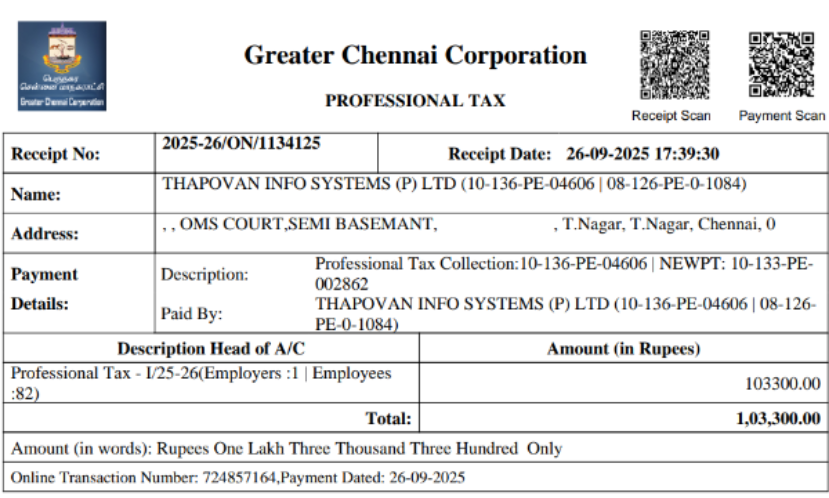 பெருநகர
சென்னை மாநகராட்சி
Greater Chennai Corporation
Greater Chennai Corporation
PROFESSIONAL TAX
Receipt Scan Payment Scan
Receipt No: 2025-26/ON/1134125 Receipt Date: 26-09-2025 17:39:30
Name: THAPOVAN INFO SYSTEMS (P) LTD (10-136-PE-04606 | 08-126-PE-0-1084)
Address: , , OMS COURT,SEMI BASEMANT, , T.Nagar, T.Nagar, Chennai, 0
Payment Details:
Description: Professional Tax Collection:10-136-PE-04606 | NEWPT: 10-133-PE-
002862
Paid By: THAPOVAN INFO SYSTEMS (P) LTD (10-136-PE-04606 | 08-126-
PE-0-1084)
Description Head of A/C Amount (in Rupees)
Professional Tax - I/25-26(Employers :1 | Employees
:82) 103300.00
Total: 1,03,300.00
Amount (in words): Rupees One Lakh Three Thousand Three Hundred Only
Online Transaction Number: 724857164,Payment Dated: 26-09-2025